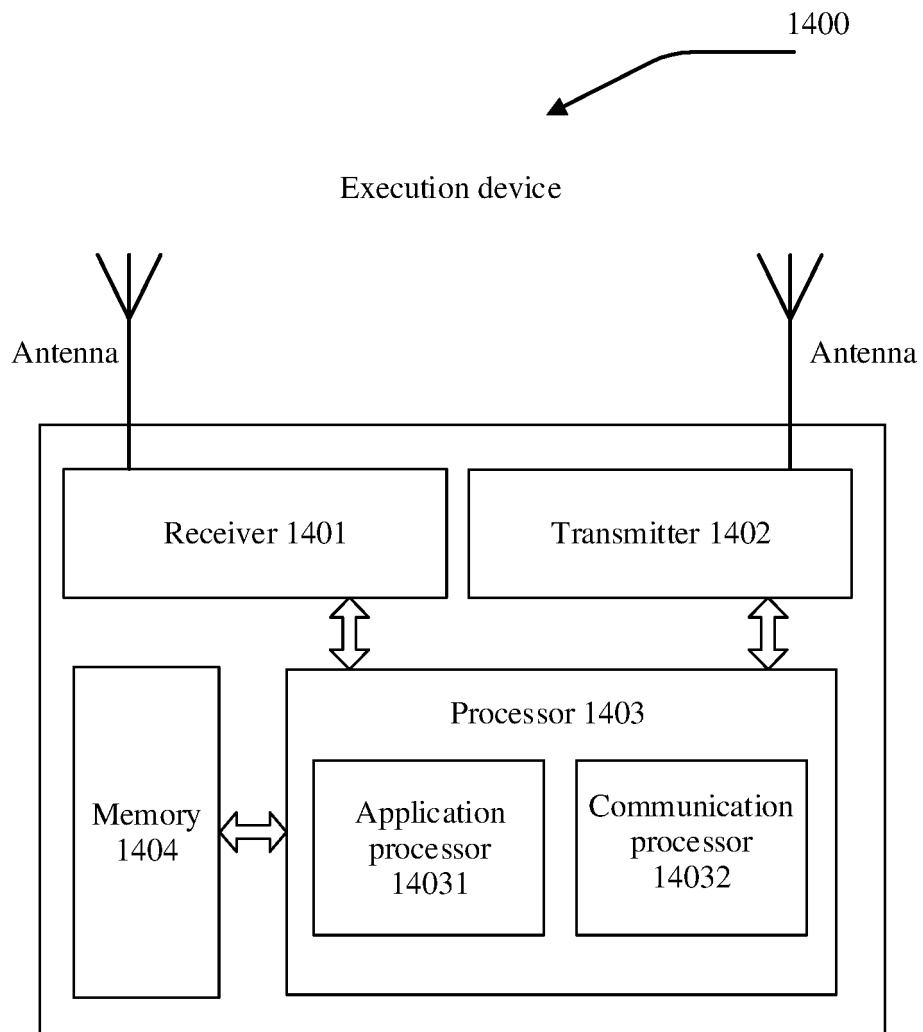 1400
Execution device
Antenna
Antenna
Receiver 1401
Transmitter 1402
Processor 1403
Memory
1404
Application
processor
14031
Communication
processor
14032